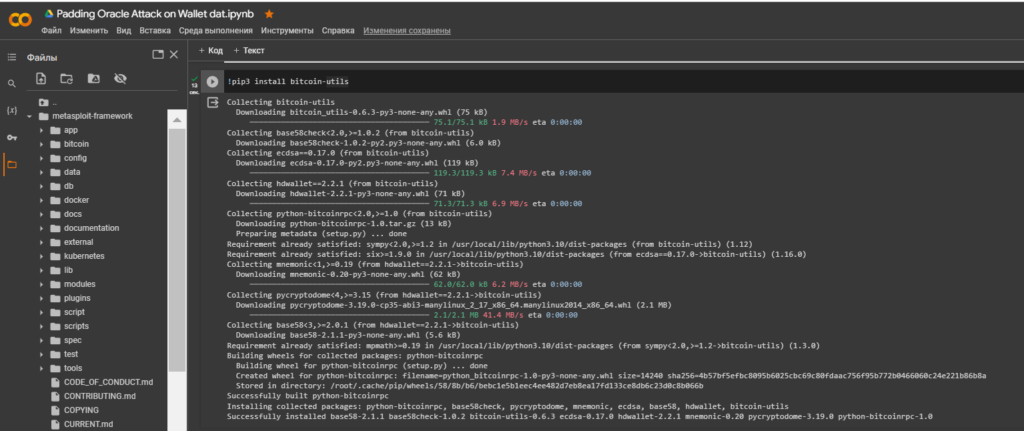 Padding Oracle Attack on Wallet dat.ipynb
Файл Изменить Вид Вставка Среда выполнения Инструменты Справка Изменения сохранены
Файлы
+ Код + Текст
..
metasploit-framework
app
bitcoin
config
data
db
docker
docs
documentation
external
kubernetes
lib
modules
plugins
script
scripts
spec
test
tools
CODE_OF_CONDUCT.md
CONTRIBUTING.md
COPYING
CURRENT.md
{x}
13
!pip3 install bitcoin-utils
Collecting bitcoin-utils
Downloading bitcoin_utils-0.6.3-py3-none-any.whl (75 kB)
75.1/75.1 kB 1.9 MB/s eta 0:00:00
Collecting base58check<2.0,>=1.0.2 (from bitcoin-utils)
Downloading base58check-1.0.2-py2.py3-none-any.whl (6.0 kB)
Collecting ecdsa==0.17.0 (from bitcoin-utils)
Downloading ecdsa-0.17.0-py2.py3-none-any.whl (119 kB)
119.3/119.3 kB 7.4 MB/s eta 0:00:00
Collecting hdwallet==2.2.1 (from bitcoin-utils)
Downloading hdwallet-2.2.1-py3-none-any.whl (71 kB)
71.3/71.3 kB 6.9 MB/s eta 0:00:00
Collecting python-bitcoinrpc<2.0,>=1.0 (from bitcoin-utils)
Downloading python-bitcoinrpc-1.0.tar.gz (13 kB)
Preparing metadata (setup.py) ... done
Requirement already satisfied: sympy<2.0,>=1.2 in /usr/local/lib/python3.10/dist-packages (from bitcoin-utils) (1.12)
Requirement already satisfied: six>=1.9.0 in /usr/local/lib/python3.10/dist-packages (from ecdsa==0.17.0->bitcoin-utils) (1.16.0)
Collecting mnemonic<1,>=0.19 (from hdwallet==2.2.1->bitcoin-utils)
Downloading mnemonic-0.20-py3-none-any.whl (62 kB)
62.0/62.0 kB 6.2 MB/s eta 0:00:00
Collecting pycryptodome<4,>=3.15 (from hdwallet==2.2.1->bitcoin-utils)
Downloading pycryptodome-3.19.0-cp35-abi3-manylinux_2_17_x86_64.manylinux2014_x86_64.whl (2.1 MB)
2.1/2.1 MB 41.4 MB/s eta 0:00:00
Collecting base58<3,>=2.0.1 (from hdwallet==2.2.1->bitcoin-utils)
Downloading base58-2.1.1-py3-none-any.whl (5.6 kB)
Requirement already satisfied: mpmath>=0.19 in /usr/local/lib/python3.10/dist-packages (from sympy<2.0,>=1.2->bitcoin-utils) (1.3.0)
Building wheels for collected packages: python-bitcoinrpc
Building wheel for python-bitcoinrpc (setup.py) ... done
Created wheel for python-bitcoinrpc: filename=python_bitcoinrpc-1.0-py3-none-any.whl size=14240 sha256=4b57bf5efbc8095b6025cbc69c80fdaac756f95b772b0466060c24e221b86b8a
Stored in directory: /root/.cache/pip/wheels/58/8b/b6/bebc1e5b1eec4ee482d7eb8ea17fd133ce8db6c23d0c8b066b
Successfully built python-bitcoinrpc
Installing collected packages: python-bitcoinrpc, base58check, pycryptodome, mnemonic, ecdsa, base58, hdwallet, bitcoin-utils
Successfully installed base58-2.1.1 base58check-1.0.2 bitcoin-utils-0.6.3 ecdsa-0.17.0 hdwallet-2.2.1 mnemonic-0.20 pycryptodome-3.19.0 python-bitcoinrpc-1.0